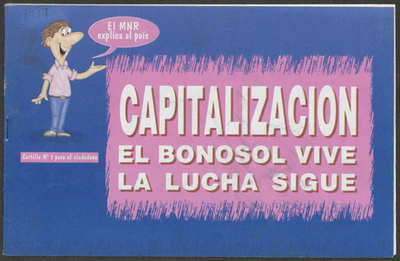 El MNR
explica al país
CAPITALIZACION
EL BONOSOL VIVE
LA LUCHA SIGUE
Cartilla N° 1 para el ciudadano